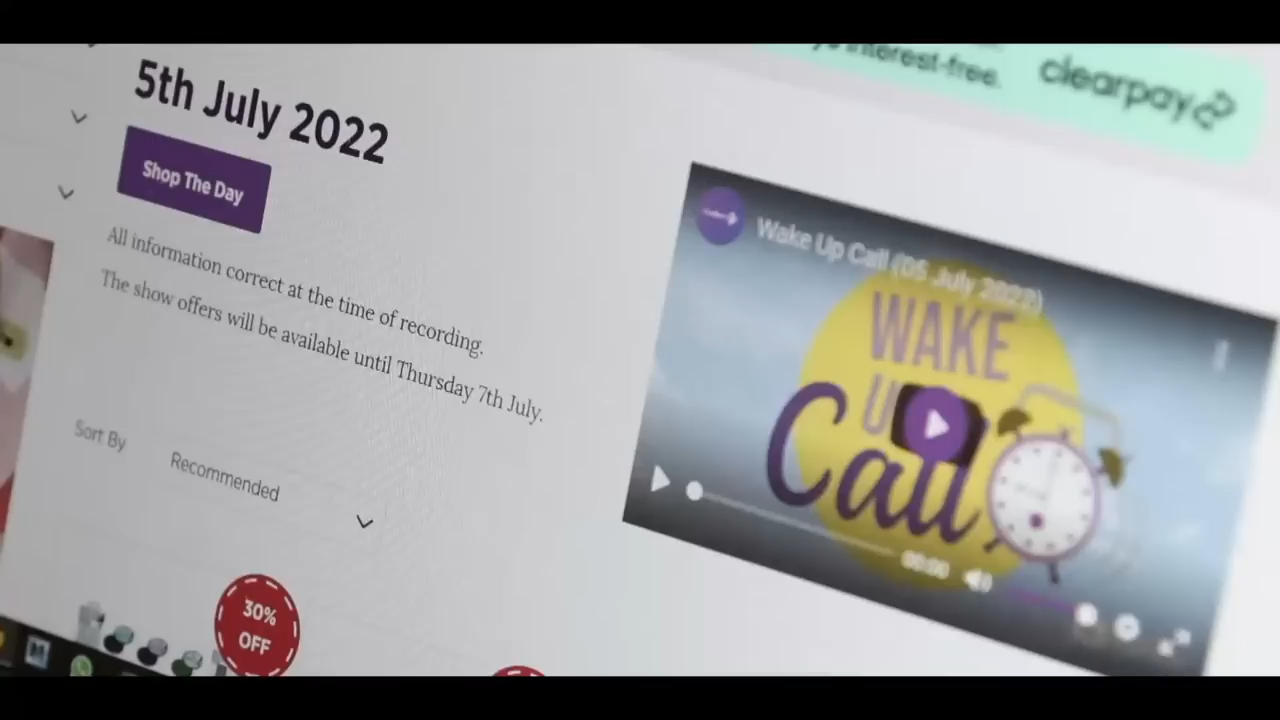 interest-free.
clearpay
5th July 2022
Shop The Day
All information correct at the time of recording.
The show offers will be available until Thursday 7th July.
Sort By
Recommended
30%
OFF
Wake Up Call (05 July 2022)
WAKE
Call
00:00